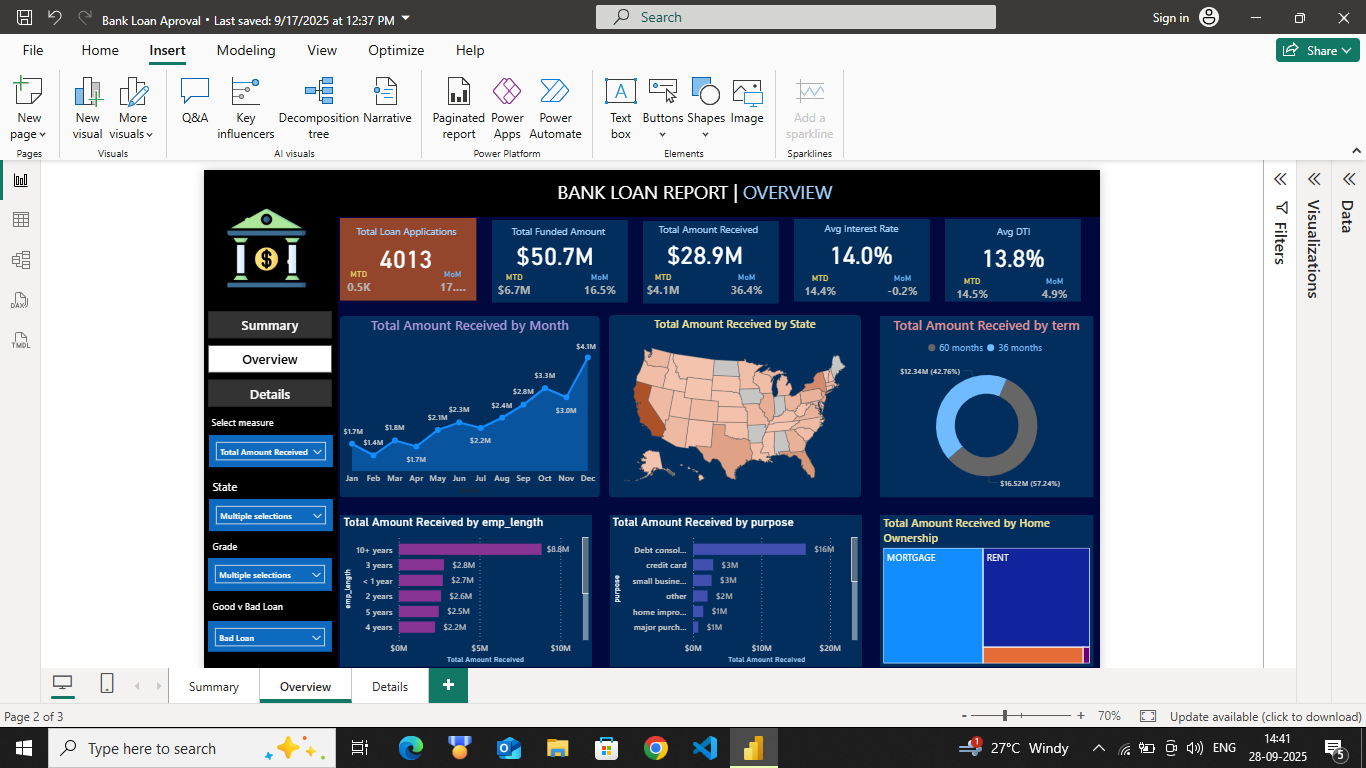 Bank Loan Aproval • Last saved: 9/17/2025 at 12:37 PM
Search
Sign in
File Home Insert Modeling View Optimize Help
Share
New page
New visual
More visuals
Q&A
Key influencers
Decomposition tree
Narrative
Paginated report
Power Apps
Power Automate
Text box
Buttons
Shapes
Image
Add a sparkline
Pages
Visuals
AI visuals
Power Platform
Elements
Sparklines
BANK LOAN REPORT | OVERVIEW
Total Loan Applications
4013
MTD MoM
0.5K 17....
Total Funded Amount
$50.7M
MTD MoM
$6.7M 16.5%
Total Amount Received
$28.9M
MTD MoM
$4.1M 36.4%
Avg Interest Rate
14.0%
MTD MoM
14.4% -0.2%
Avg DTI
13.8%
MTD MoM
14.5% 4.9%
Summary
Overview
Details
Select measure
Total Amount Received
State
Multiple selections
Grade
Multiple selections
Good v Bad Loan
Bad Loan
Total Amount Received by Month
$1.7M
$1.4M
$1.8M
$1.7M
$2.1M
$2.3M
$2.2M
$2.4M
$2.8M
$3.3M
$3.0M
$4.1M
Jan Feb Mar Apr May Jun Jul Aug Sep Oct Nov Dec
Total Amount Received by State
Total Amount Received by term
60 months 36 months
$12.34M (42.76%)
$16.52M (57.24%)
Total Amount Received by emp_length
emp_length
10+ years $8.8M
3 years $2.8M
< 1 year $2.7M
2 years $2.6M
5 years $2.5M
4 years $2.2M
$0M $5M $10M
Total Amount Received
Total Amount Received by purpose
purpose
Debt consol... $16M
credit card $3M
small busine... $3M
other $2M
home impro... $1M
major purch... $1M
$0M $10M $20M
Total Amount Received
Total Amount Received by Home
Ownership
MORTGAGE
RENT
Filters
Visualizations
Data
DAX
TMDL
Summary Overview Details
Page 2 of 3
- + 70%
Update available (click to download)
Type here to search
1
27°C Windy
ENG
14:41
28-09-2025
5